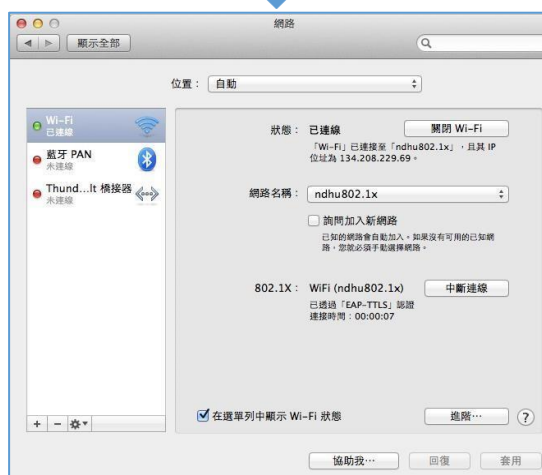 網路
顯示全部
位置： 自動
Wi-Fi
已連線
藍牙 PAN
未連線
Thund…lt 橋接器
未連線
狀態： 已連線 關閉 Wi-Fi
「Wi-Fi」已連接至「ndhu802.1x」，且其 IP
位址為 134.208.229.69。
網路名稱： ndhu802.1x
詢問加入新網路
已知的網路會自動加入。如果沒有可用的已知網
路，您就必須手動選擇網路。
802.1X： WiFi (ndhu802.1x) 中斷連線
已透過「EAP-TTLS」認證
連接時間：00:00:07
在選單列中顯示 Wi-Fi 狀態 進階… ?
協助我… 回復 套用